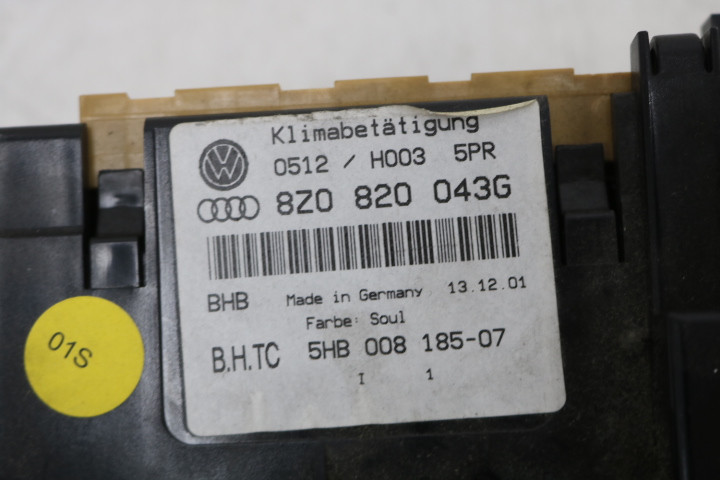 Klimabetätigung
0512 / H003 5PR
8Z0 820 043G
BHB Made in Germany 13.12.01
Farbe: Soul
B.H.TC 5HB 008 185-07
I 1
01S